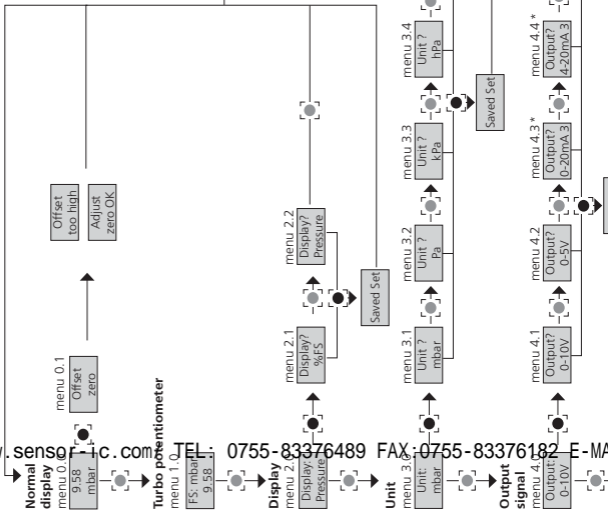 Normal
display
menu 0.0
9.58
mbar
menu 0.1
Offset
zero
Offset
too high
Adjust
zero OK
Turbo potentiometer
menu 1.0
FS: mbar
9.58
Display
menu 2.0
Display:
Pressure
menu 2.1
Display?
%FS
menu 2.2
Display?
Pressure
Saved Set
Unit
menu 3.0
Unit:
mbar
menu 3.1
Unit ?
mbar
menu 3.2
Unit ?
Pa
menu 3.3
Unit ?
kPa
menu 3.4
Unit ?
hPa
Saved Set
Output
signal
menu 4.0
Output:
0-10V
menu 4.1
Output?
0-10V
menu 4.2
Output?
0-5V
menu 4.3 *
Output?
0-20mA 3
menu 4.4 *
Output?
4-20mA 3
w.sensor-ic.com TEL: 0755-83376489 FAX:0755-83376182 E-MA